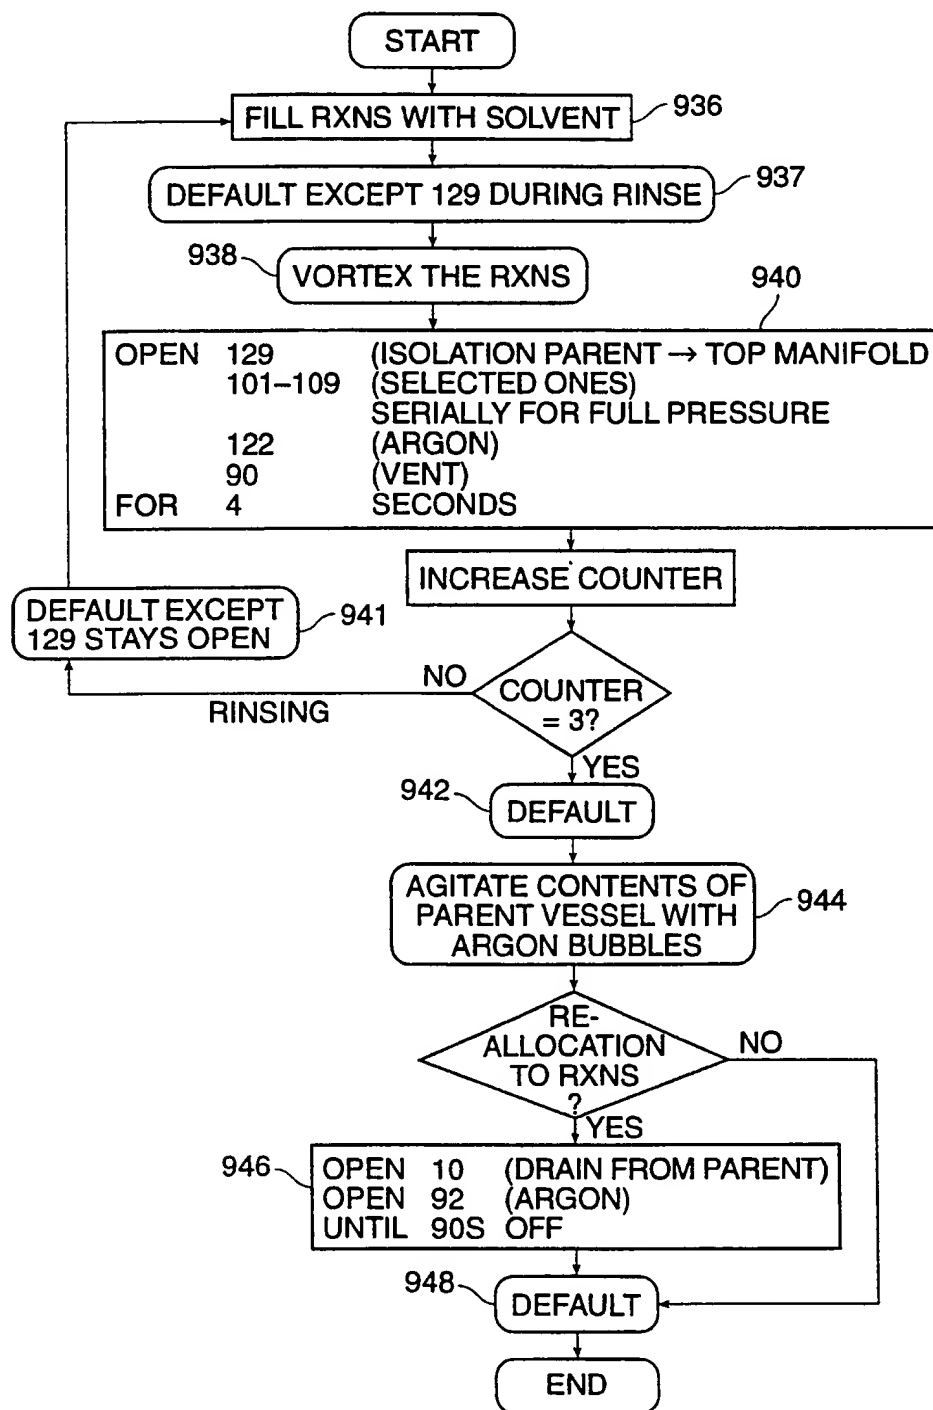 START
FILL RXNS WITH SOLVENT
936
DEFAULT EXCEPT 129 DURING RINSE
937
938
VORTEX THE RXNS
940
OPEN 129 (ISOLATION PARENT → TOP MANIFOLD
101–109 (SELECTED ONES)
SERIALLY FOR FULL PRESSURE
122 (ARGON)
90 (VENT)
FOR 4 SECONDS
INCREASE COUNTER
DEFAULT EXCEPT
129 STAYS OPEN
941
NO
RINSING
COUNTER
= 3?
YES
942
DEFAULT
AGITATE CONTENTS OF
PARENT VESSEL WITH
ARGON BUBBLES
944
RE-
ALLOCATION
TO RXNS
?
NO
YES
946
OPEN 10 (DRAIN FROM PARENT)
OPEN 92 (ARGON)
UNTIL 90S OFF
948
DEFAULT
END